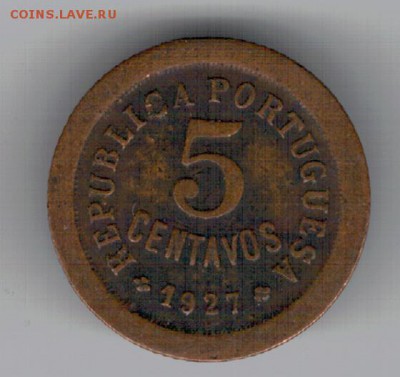 COINS.LAVE.RU
REPUBLICA PORTUGUESA
5
CENTAVOS
1927